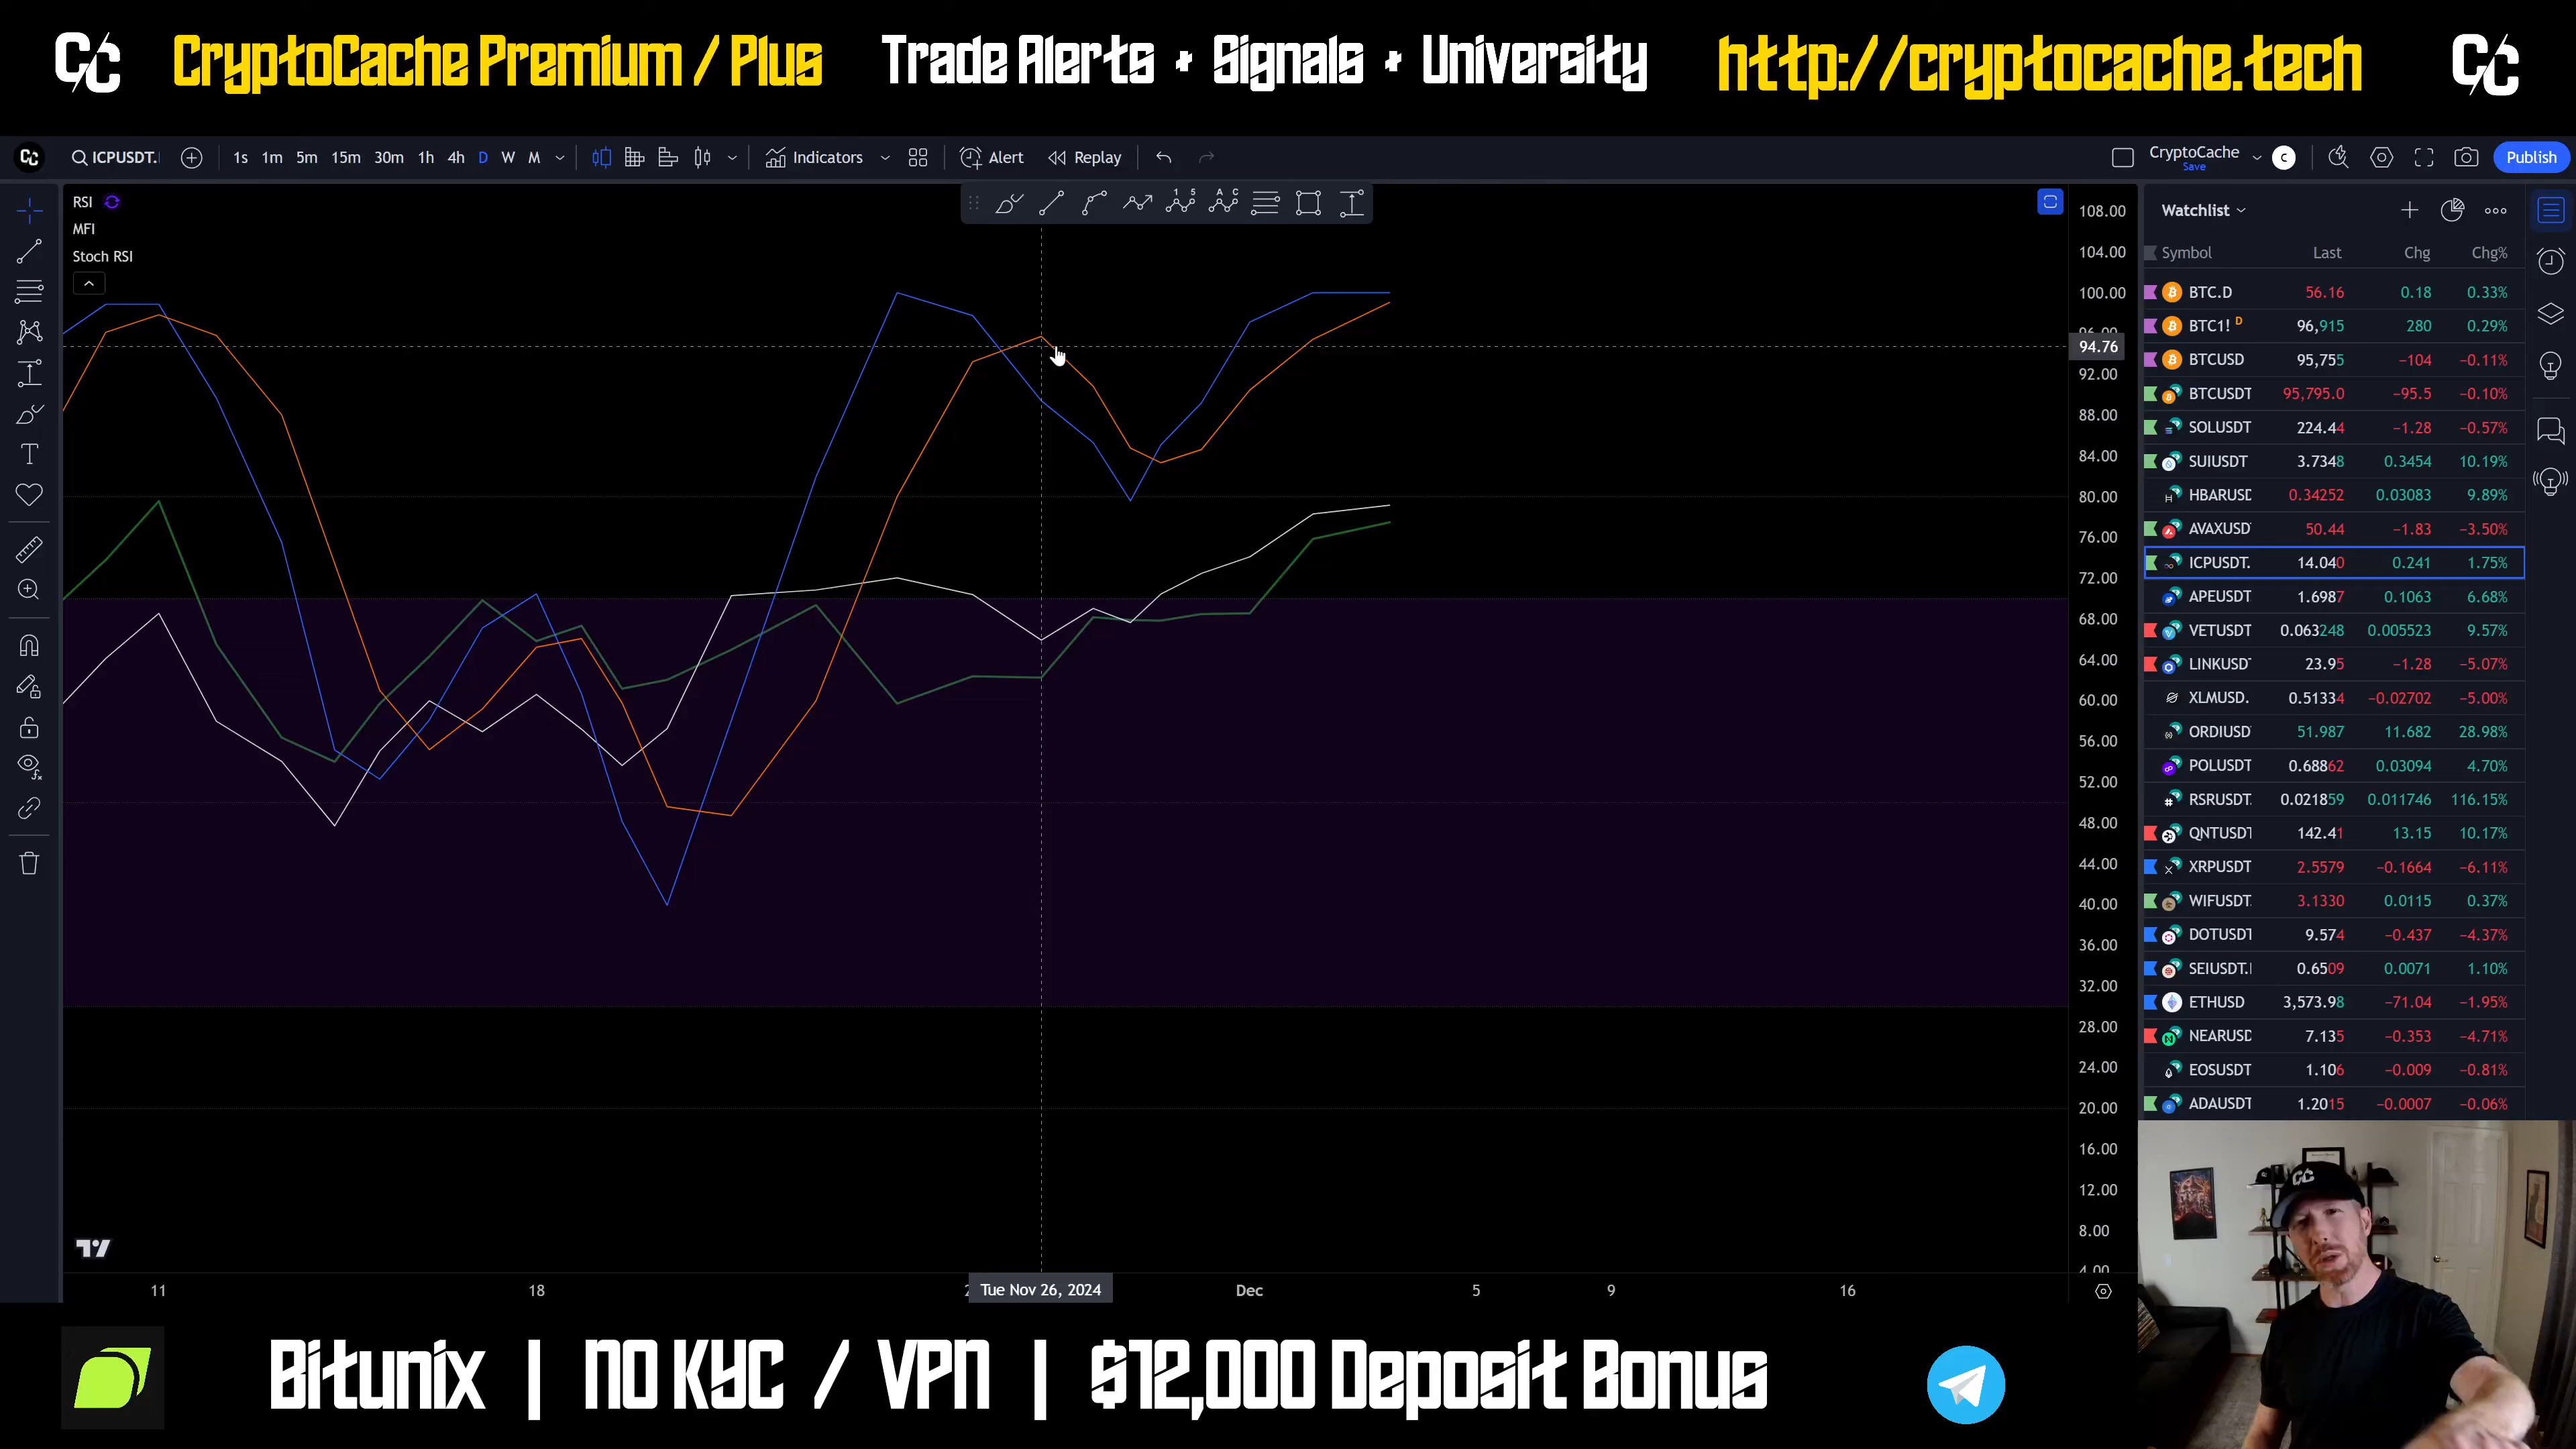 CC CryptoCache Premium / Plus Trade Alerts + Signals + University http://cryptocache.tech CC
CC ICPUSDT. 1s 1m 5m 15m 30m 1h 4h D W M Indicators Alert Replay CryptoCache Save C Publish
RSI
MFI
Stoch RSI
108.00
104.00
100.00
96.00
94.76
92.00
88.00
84.00
80.00
76.00
72.00
68.00
64.00
60.00
56.00
52.00
48.00
44.00
40.00
36.00
32.00
28.00
24.00
20.00
16.00
12.00
8.00
4.00
11 18 Tue Nov 26, 2024 Dec 5 9 16
Watchlist
Symbol Last Chg Chg%
BTC.D 56.16 0.18 0.33%
BTC1! D 96,915 280 0.29%
BTCUSD 95,755 −104 −0.11%
BTCUSDT 95,795.0 −95.5 −0.10%
SOLUSDT 224.44 −1.28 −0.57%
SUIUSDT 3.7348 0.3454 10.19%
HBARUSD 0.34252 0.03083 9.89%
AVAXUSD 50.44 −1.83 −3.50%
ICPUSDT. 14.040 0.241 1.75%
APEUSDT 1.6987 0.1063 6.68%
VETUSDT 0.063248 0.005523 9.57%
LINKUSD 23.95 −1.28 −5.07%
XLMUSD. 0.51334 −0.02702 −5.00%
ORDIUSD 51.987 11.682 28.98%
POLUSDT 0.68862 0.03094 4.70%
RSRUSDT. 0.021859 0.011746 116.15%
QNTUSDT 142.41 13.15 10.17%
XRPUSDT 2.5579 −0.1664 −6.11%
WIFUSDT. 3.1330 0.0115 0.37%
DOTUSDT 9.574 −0.437 −4.37%
SEIUSDT. 0.6509 0.0071 1.10%
ETHUSD 3,573.98 −71.04 −1.95%
NEARUSD 7.135 −0.353 −4.71%
EOSUSDT 1.106 −0.009 −0.81%
ADAUSDT 1.2015 −0.0007 −0.06%
CC
Bitunix | NO KYC / VPN | $12,000 Deposit Bonus